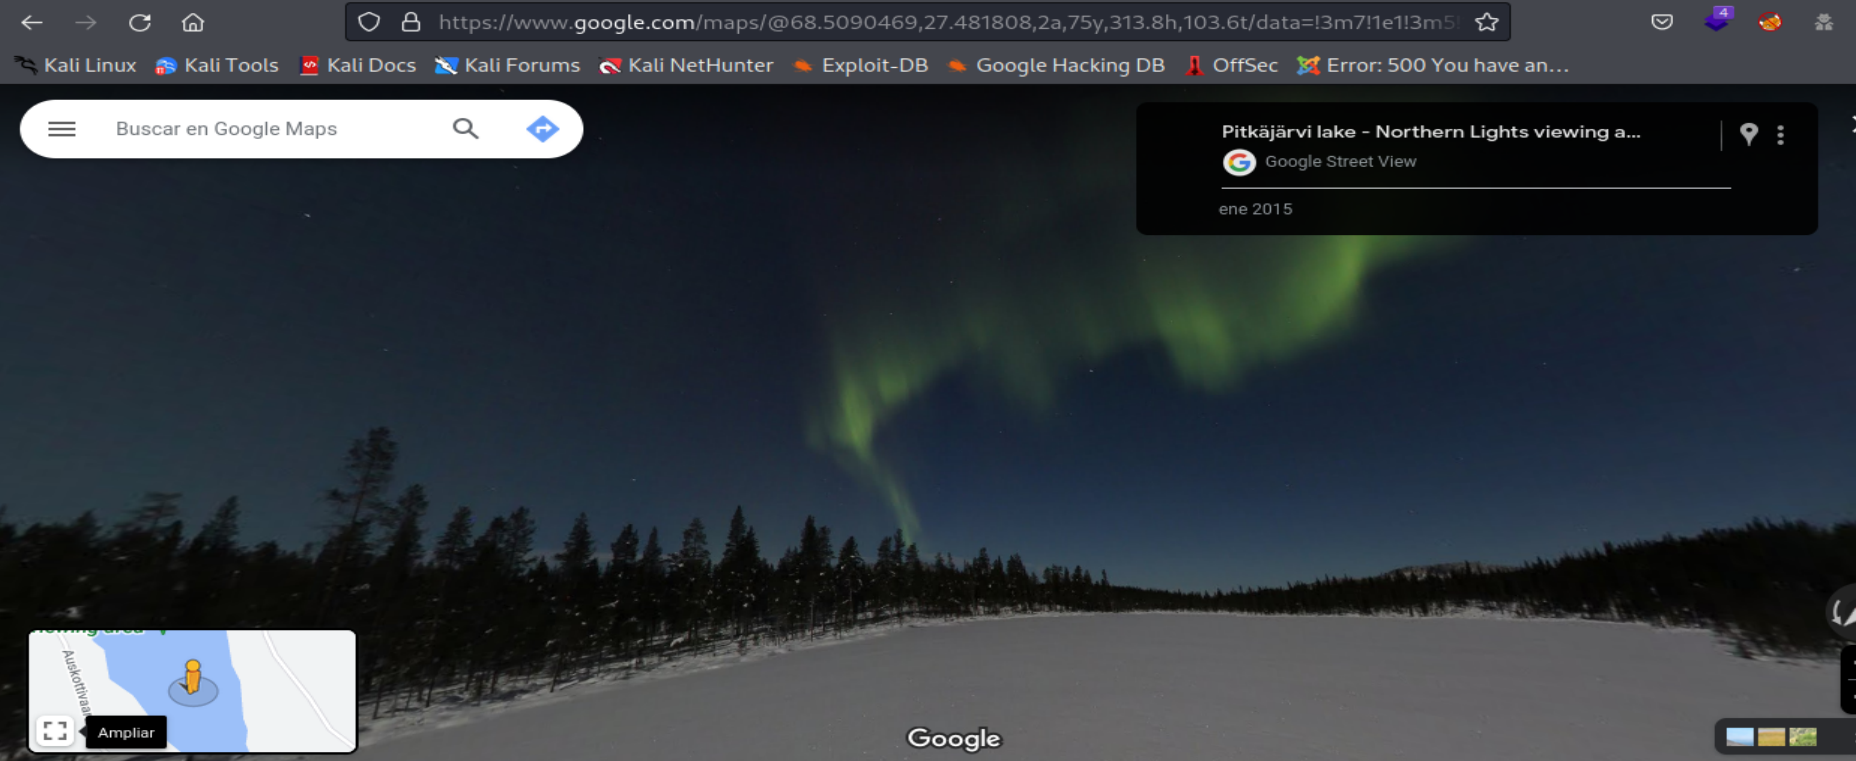 https://www.google.com/maps/@68.5090469,27.481808,2a,75y,313.8h,103.6t/data=!3m7!1e1!3m5!
4
Kali Linux Kali Tools Kali Docs Kali Forums Kali NetHunter Exploit-DB Google Hacking DB OffSec Error: 500 You have an...
Buscar en Google Maps
Pitkäjärvi lake - Northern Lights viewing a...
Google Street View
ene 2015
viewing area
Auskottivaar
Ampliar
Google